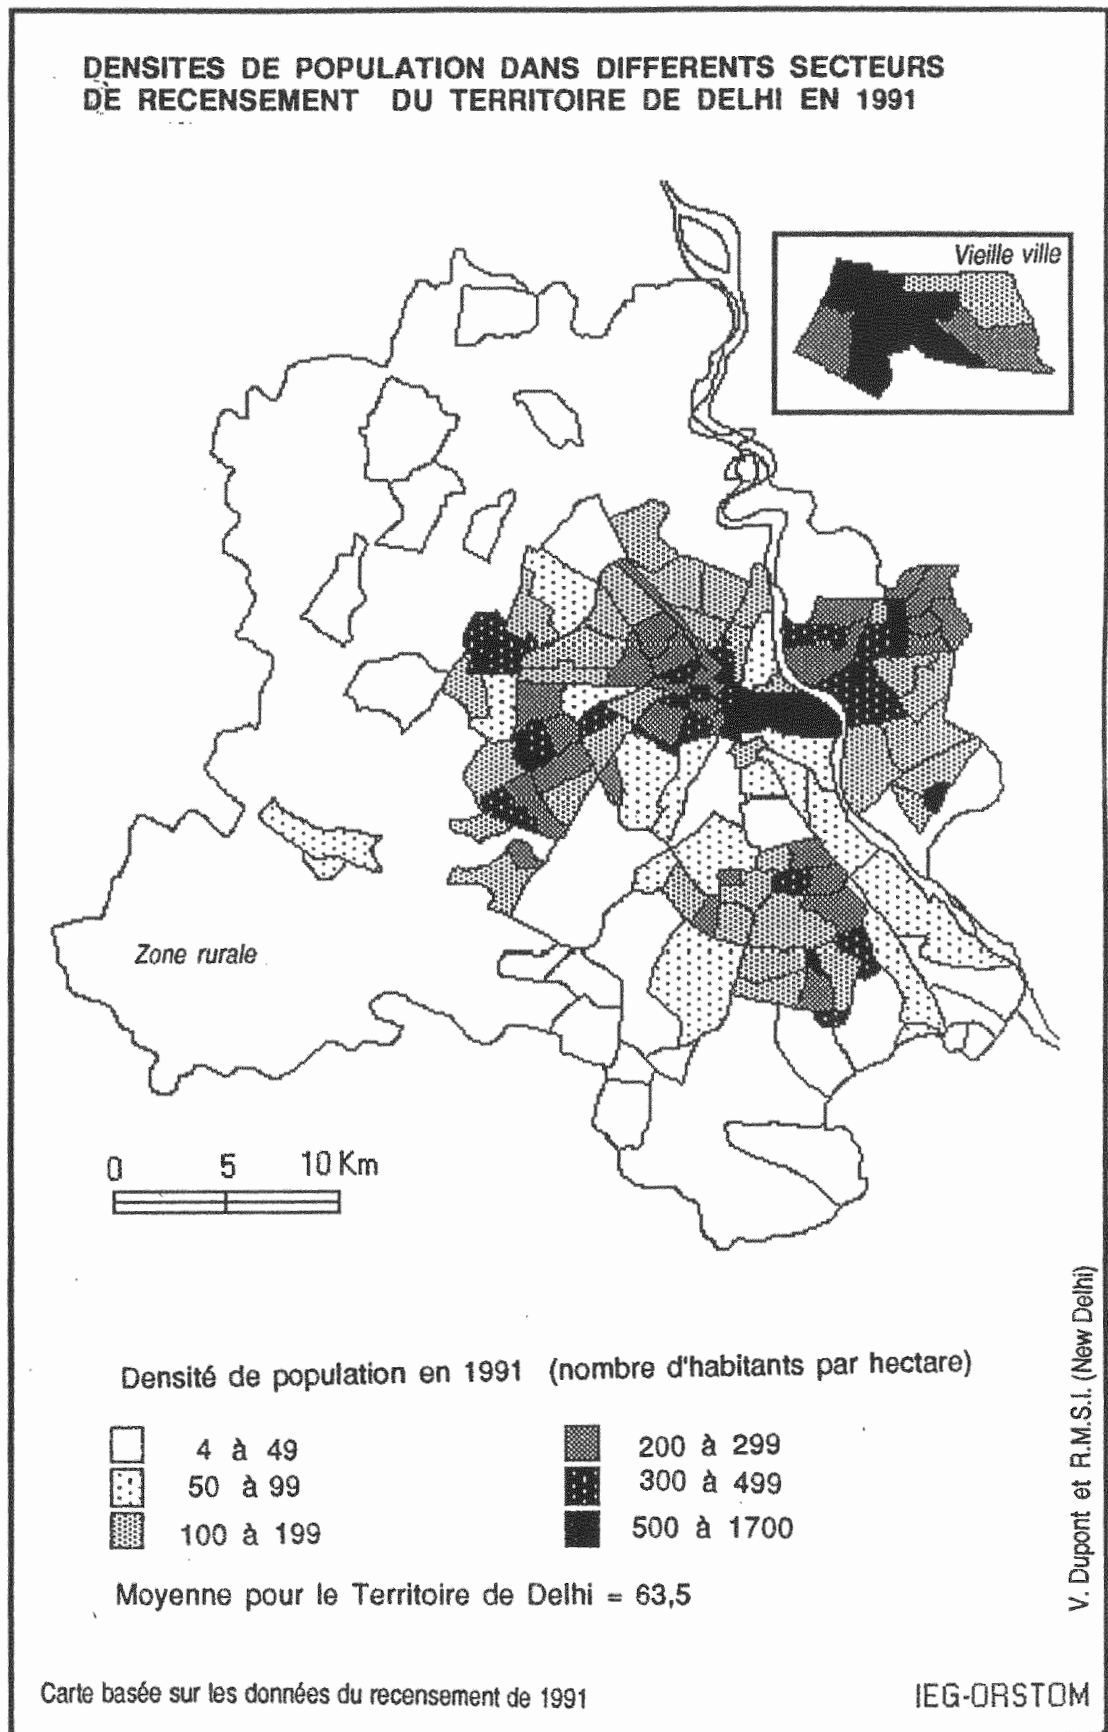 DENSITES DE POPULATION DANS DIFFERENTS SECTEURS
DE RECENSEMENT DU TERRITOIRE DE DELHI EN 1991
Vieille ville
Zone rurale
0 5 10 Km
Densité de population en 1991 (nombre d'habitants par hectare)
4 à 49
50 à 99
100 à 199
200 à 299
300 à 499
500 à 1700
Moyenne pour le Territoire de Delhi = 63,5
V. Dupont et R.M.S.I. (New Delhi)
Carte basée sur les données du recensement de 1991
IEG-ORSTOM